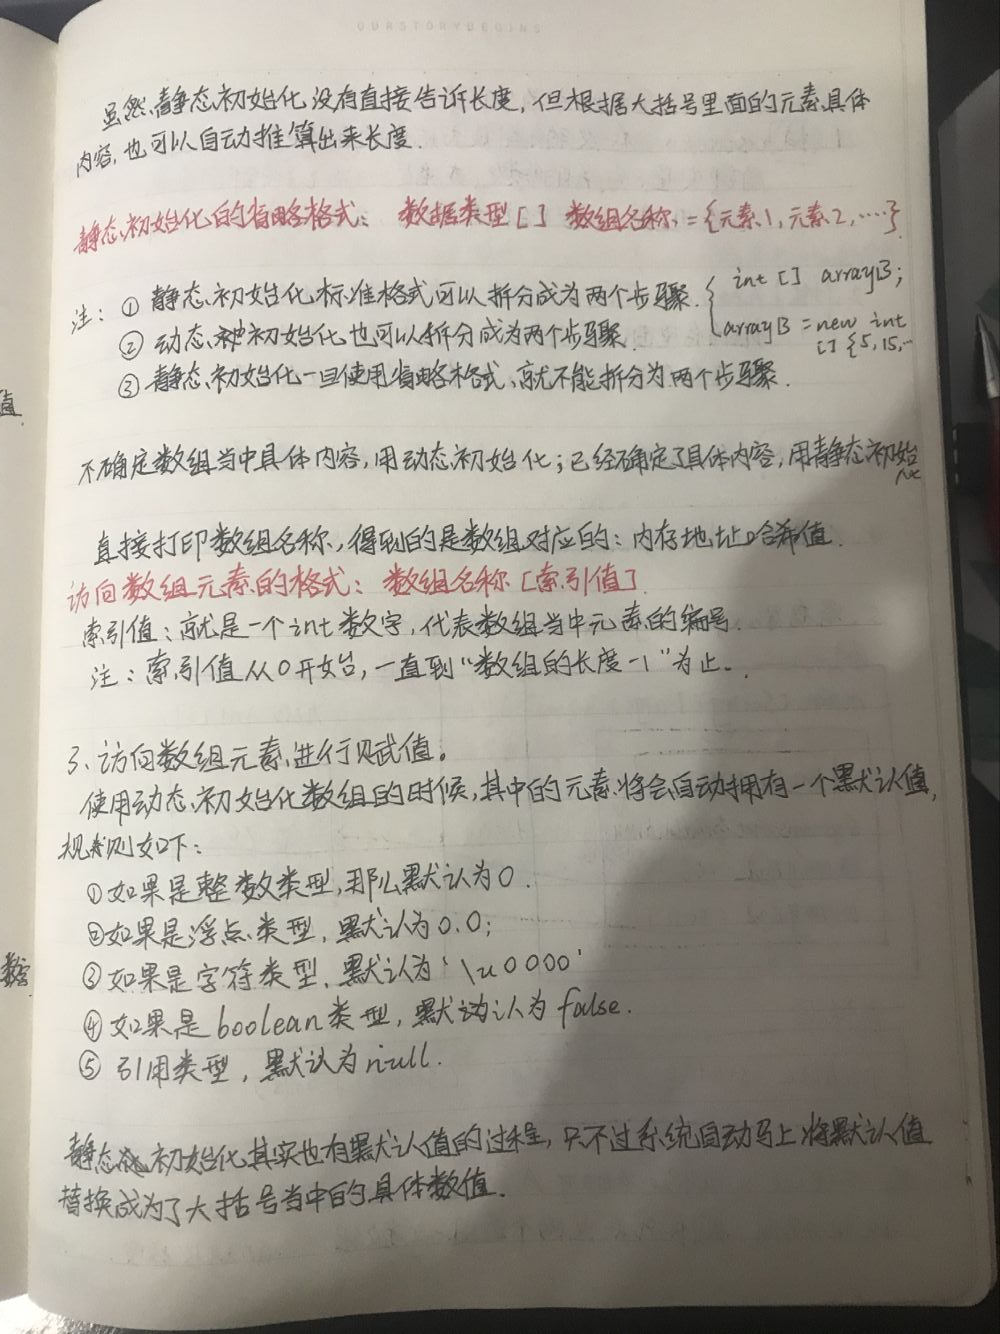 OURSTORYBEGINS
虽然静态初始化没有直接告诉长度,但根据大括号里面的元素具体
内容,也可以自动推算出来长度.
静态初始化的省略格式: 数据类型[] 数组名称={元素1,元素2,····}
注: ① 静态初始化标准格式可以拆分成为两个步骤. { int [] arrayB;
arrayB = new int
[] {5,15,··
② 动态初始化也可以拆分成为两个步骤.
③ 静态初始化一旦使用省略格式,就不能拆分为两个步骤.
不确定数组当中具体内容,用动态初始化;已经确定了具体内容,用静态初始
化
直接打印数组名称,得到的是数组对应的:内存地址哈希值.
访问数组元素的格式: 数组名称[索引值]
索引值:就是一个int数字,代表数组当中元素的编号.
注:索引值从0开始,一直到“数组的长度-1”为止。
3、访问数组元素进行赋值。
使用动态初始化数组的时候,其中的元素将会自动拥有一个默认值,
规则如下:
①如果是整数类型,那么默认为0.
②如果是浮点类型,默认为0.0;
③如果是字符类型,默认为'\u0000'
④如果是boolean类型,默认为false.
⑤ 引用类型,默认为null.
静态初始化其实也有默认值的过程,只不过系统自动马上将默认值
替换成为了大括号当中的具体数值.
值
数字